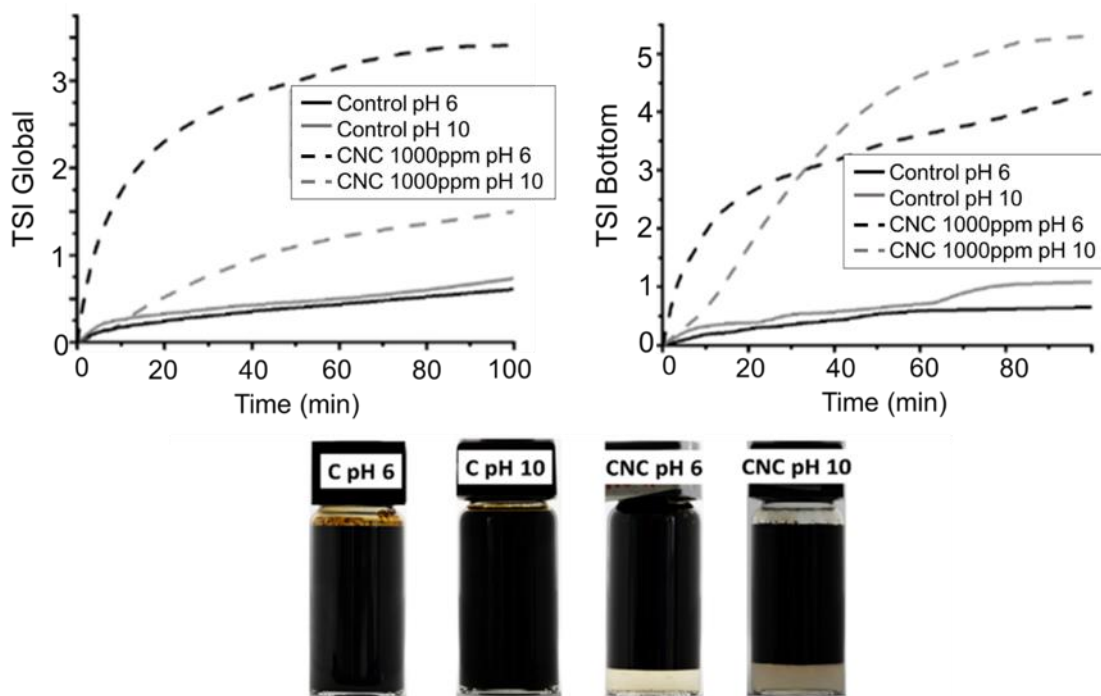 TSI Global
3
2
1
0
0
20
40
60
80
100
Time (min)
Control pH 6
Control pH 10
CNC 1000ppm pH 6
CNC 1000ppm pH 10
TSI Bottom
5
4
3
2
1
0
0
20
40
60
80
Time (min)
Control pH 6
Control pH 10
CNC 1000ppm pH 6
CNC 1000ppm pH 10
C pH 6
C pH 10
CNC pH 6
CNC pH 10